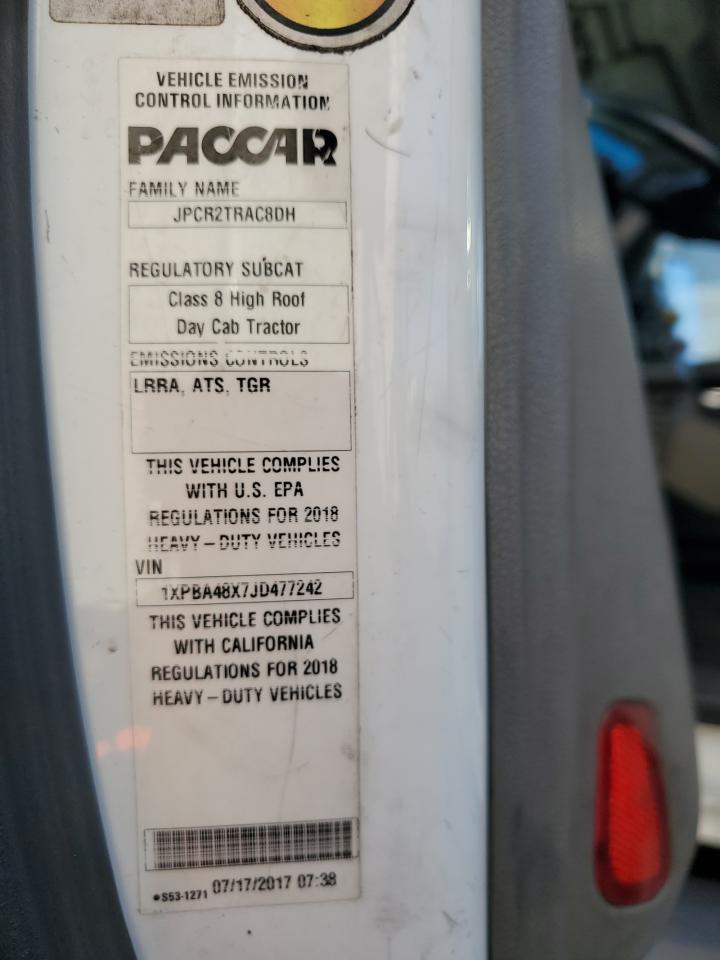 VEHICLE EMISSION
CONTROL INFORMATION
PACCAR
FAMILY NAME
JPCR2TRAC8DH
REGULATORY SUBCAT
Class 8 High Roof
Day Cab Tractor
EMISSIONS CONTROLS
LRRA, ATS, TGR
THIS VEHICLE COMPLIES
WITH U.S. EPA
REGULATIONS FOR 2018
HEAVY-DUTY VEHICLES
VIN
1XPBA48X7JD477242
THIS VEHICLE COMPLIES
WITH CALIFORNIA
REGULATIONS FOR 2018
HEAVY-DUTY VEHICLES
S53-1271 07/17/2017 07:38